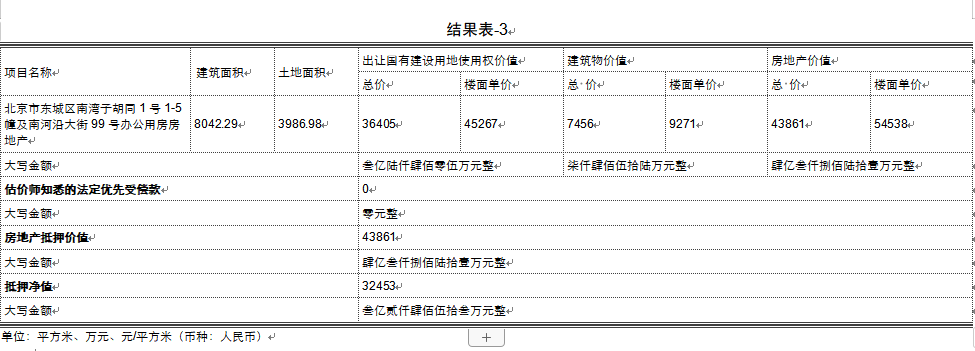 结果表-3
项目名称 建筑面积 土地面积 出让国有建设用地使用权价值 建筑物价值 房地产价值
总价 楼面单价 总·价 楼面单价 总·价 楼面单价
北京市东城区南湾于胡同 1 号 1-5
幢及南河沿大街 99 号办公用房房
地产
8042.29 3986.98 36405 45267 7456 9271 43861 54538
大写金额 叁亿陆仟肆佰零伍万元整 柒仟肆佰伍拾陆万元整 肆亿叁仟捌佰陆拾壹万元整
估价师知悉的法定优先受偿款 0
大写金额 零元整
房地产抵押价值 43861
大写金额 肆亿叁仟捌佰陆拾壹万元整
抵押净值 32453
大写金额 叁亿贰仟肆佰伍拾叁万元整
单位：平方米、万元、元/平方米（币种：人民币）